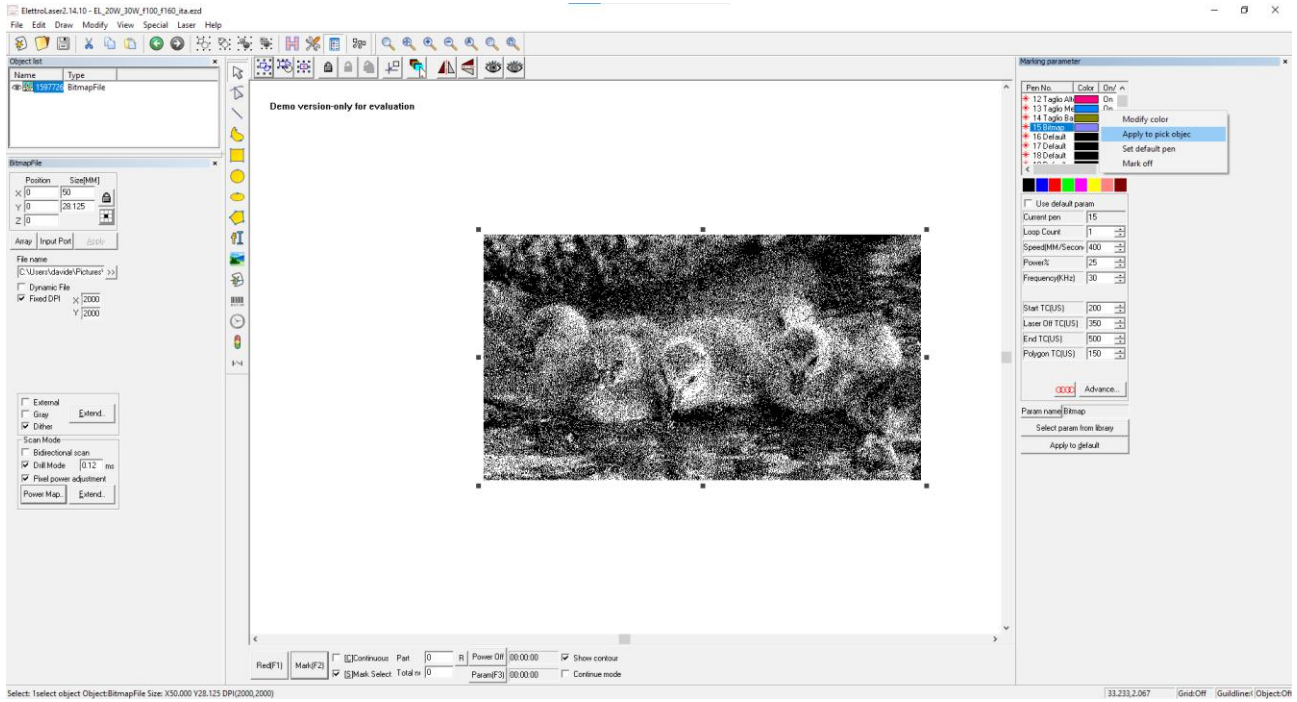 ElettroLaser2.14.10 - EL_20W_30W_f100_f160_ita.ezd
File Edit Draw Modify View Special Laser Help
Object list
Name Type
1597726 BitmapFile
BitmapFile
Position Size[MM]
X 0 50
Y 0 28.125
Z 0
Array Input Port Apply
File name
C:\Users\davide\Pictures\ >>
Dynamic File
Fixed DPI X 2000
Y 2000
External
Gray Extend..
Dither
Scan Mode
Bidirectional scan
Drill Mode 0.12 ms
Pixel power adjustment
Power Map.. Extend..
Demo version-only for evaluation
Red(F1) Mark(F2)
[C]Continuous Part 0 R Power Off 00:00:00 Show contour
[S]Mark Select Total nu 0 Param(F3) 00:00:00 Continue mode
Marking parameter
Pen No. Color On/
12 Taglio Alt On
13 Taglio Me On
14 Taglio Ba
15 Bitmap
16 Default
17 Default
18 Default
Modify color
Apply to pick objec
Set default pen
Mark off
Use default param
Current pen 15
Loop Count 1
Speed(MM/Secon 400
Power% 25
Frequency(KHz) 30
Start TC(US) 200
Laser Off TC(US) 350
End TC(US) 500
Polygon TC(US) 150
Advance...
Param name Bitmap
Select param from library
Apply to default
Select: 1select object Object:BitmapFile Size: X50.000 Y28.125 DPI(2000,2000)
33.233,2.067 Grid:Off Guildline:I Object:Off